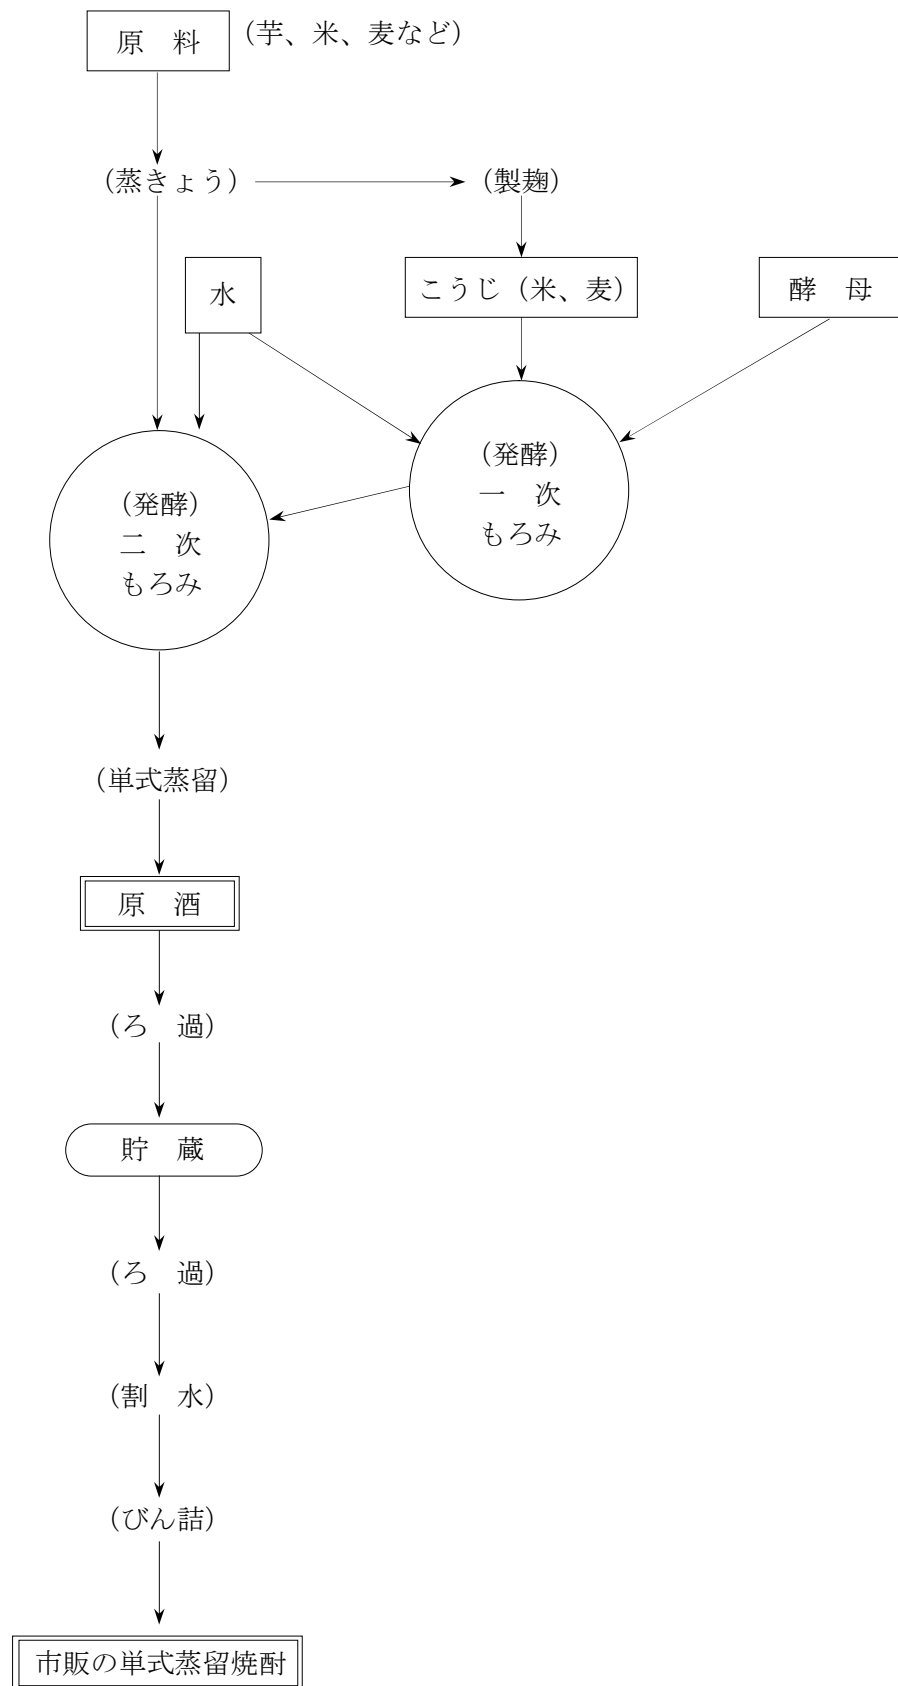 原　料
（芋、米、麦など）
（蒸きょう）
（製麹）
水
こうじ（米、麦）
酵　母
（発酵）
一　次
もろみ
（発酵）
二　次
もろみ
（単式蒸留）
原　酒
（ろ　過）
貯　蔵
（ろ　過）
（割　水）
（びん詰）
市販の単式蒸留焼酎